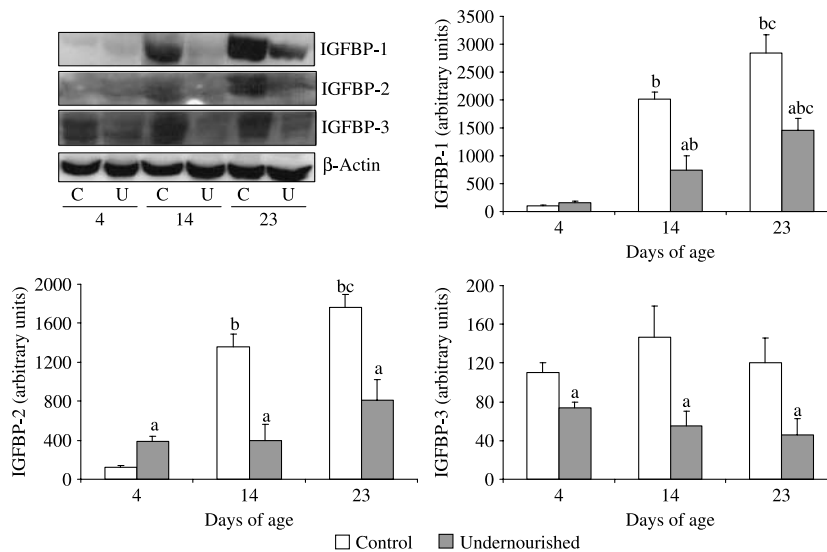 IGFBP-1
IGFBP-2
IGFBP-3
β-Actin
C U C U C U
4 14 23
IGFBP-1 (arbitrary units)
3500
3000
2500
2000
1500
1000
500
0
b
ab
bc
abc
4 14 23
Days of age
IGFBP-2 (arbitrary units)
2000
1600
1200
800
400
0
a
b
a
bc
a
4 14 23
Days of age
IGFBP-3 (arbitrary units)
200
160
120
80
40
0
a
a
a
4 14 23
Days of age
Control Undernourished